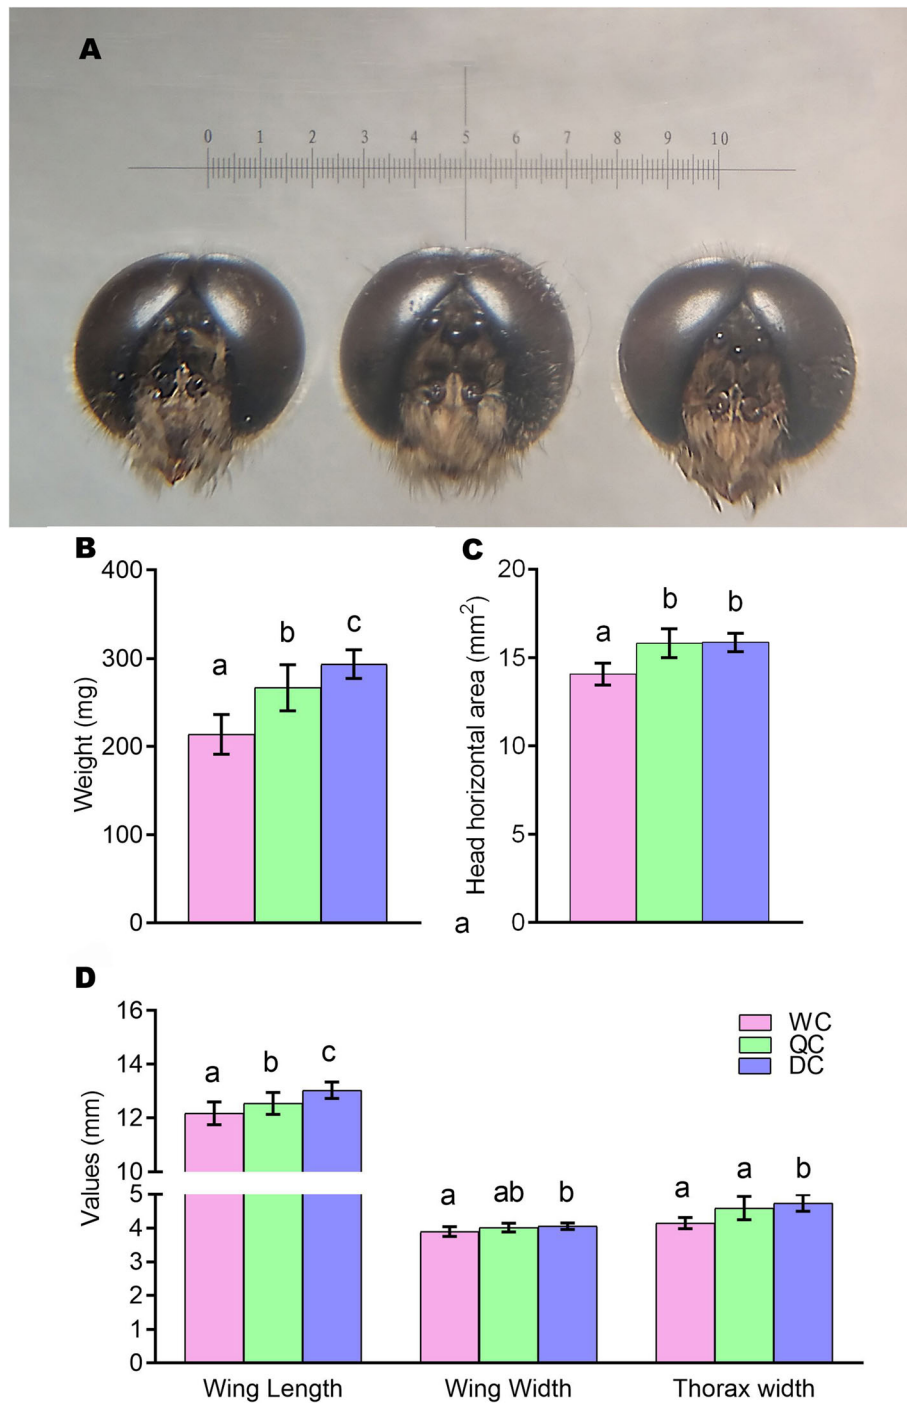 A
0 1 2 3 4 5 6 7 8 9 10
B
400
300
200
100
0
Weight (mg)
a b c
C
20
15
10
5
0
Head horizontal area (mm²)
a b b
a
D
16
14
12
10
5
4
3
2
1
0
Values (mm)
a b c
a ab b
a a b
WC
QC
DC
Wing Length Wing Width Thorax width